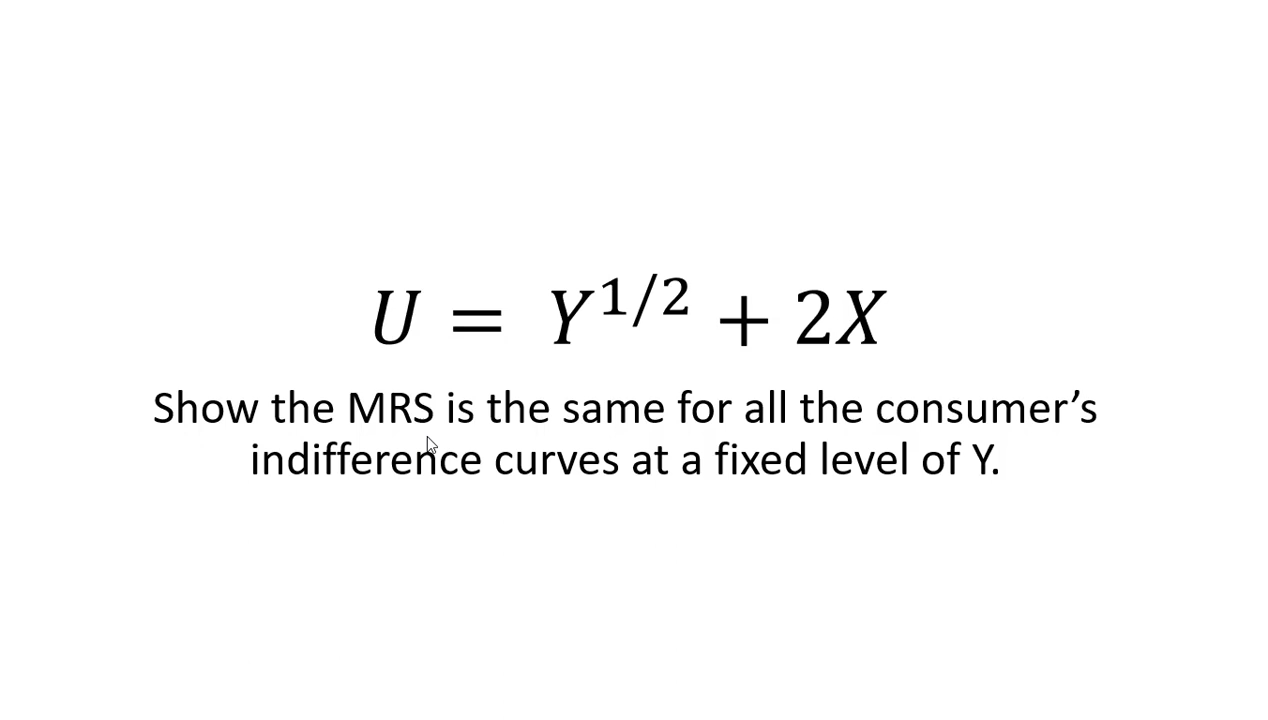 U = Y^{1/2} + 2X
Show the MRS is the same for all the consumer’s
indifference curves at a fixed level of Y.